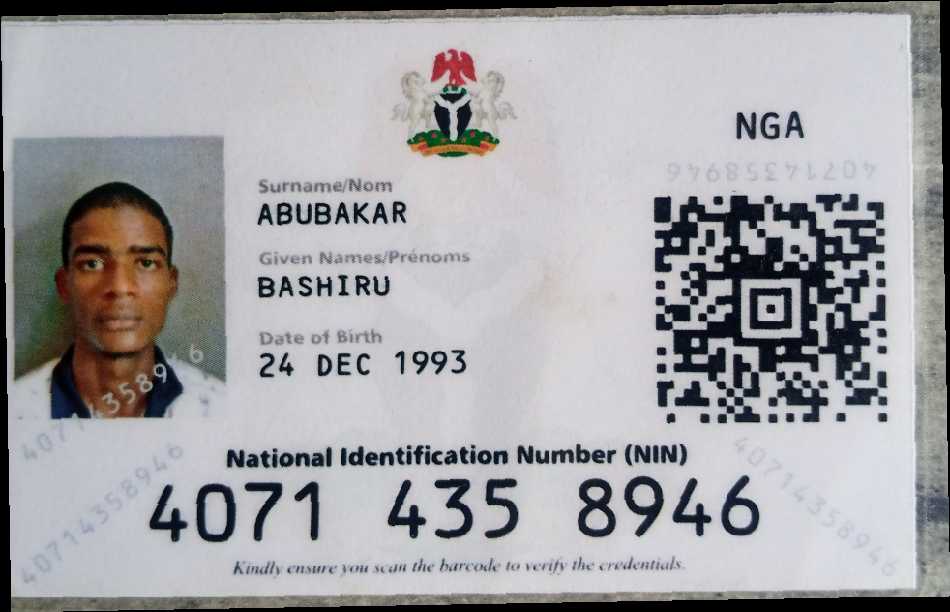 NGA
40714358946
Surname/Nom
ABUBAKAR
Given Names/Prénoms
BASHIRU
Date of Birth
24 DEC 1993
40714358946
40714358946
40714358946
National Identification Number (NIN)
4071 435 8946
Kindly ensure you scan the barcode to verify the credentials.